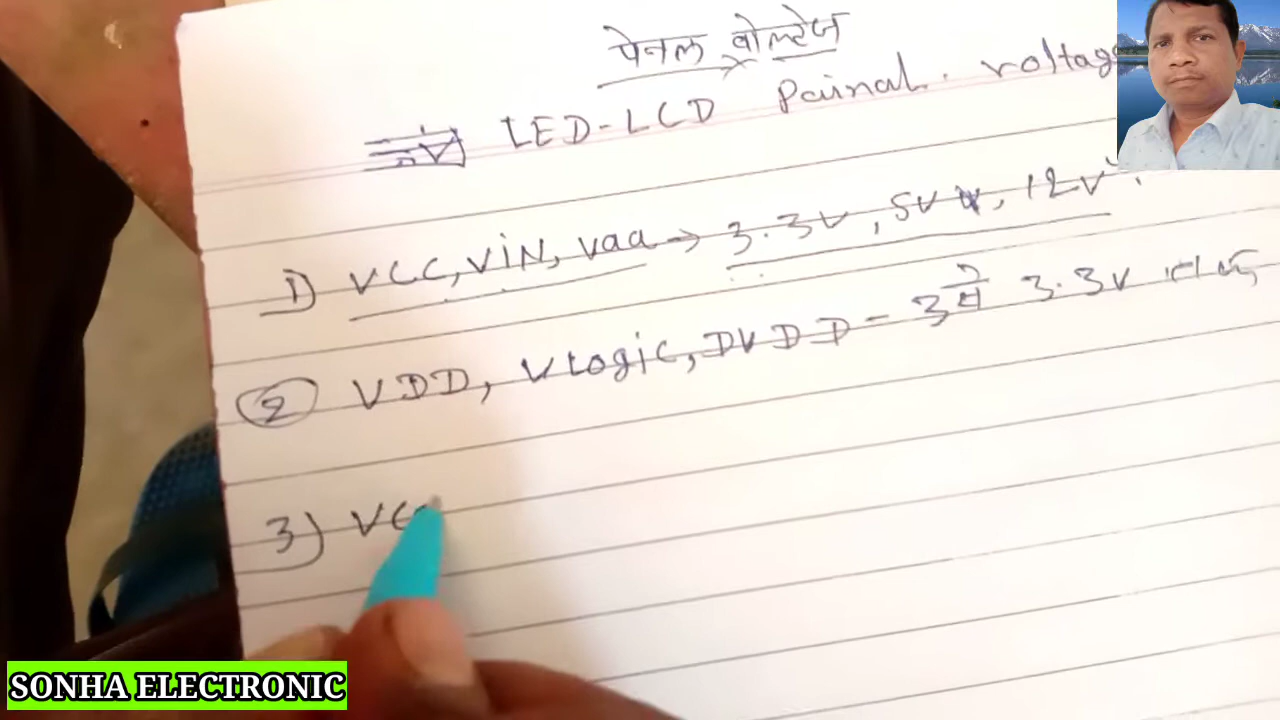 पेनल वोल्टेज
LED-LCD Painal voltage
1) VCC, VIN, Vaa → 3.3V, 5V, 12V
2 VDD, VLogic, DVDD - 3 से 3.3V तक
3) VC
SONHA ELECTRONIC